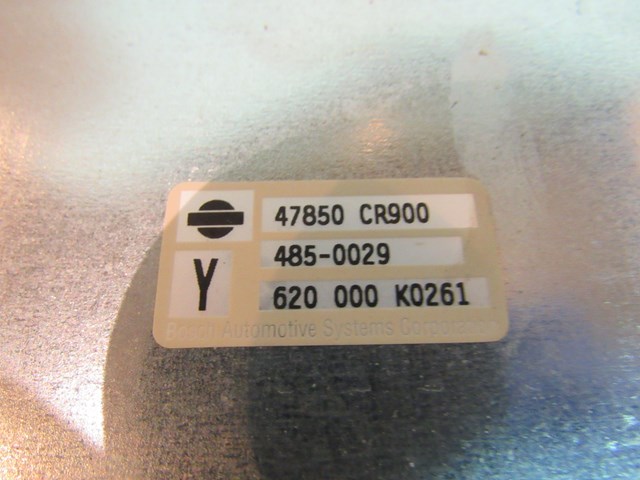 47850 CR900
485-0029
Y
620 000 K0261
Bosch Automotive Systems Corporation